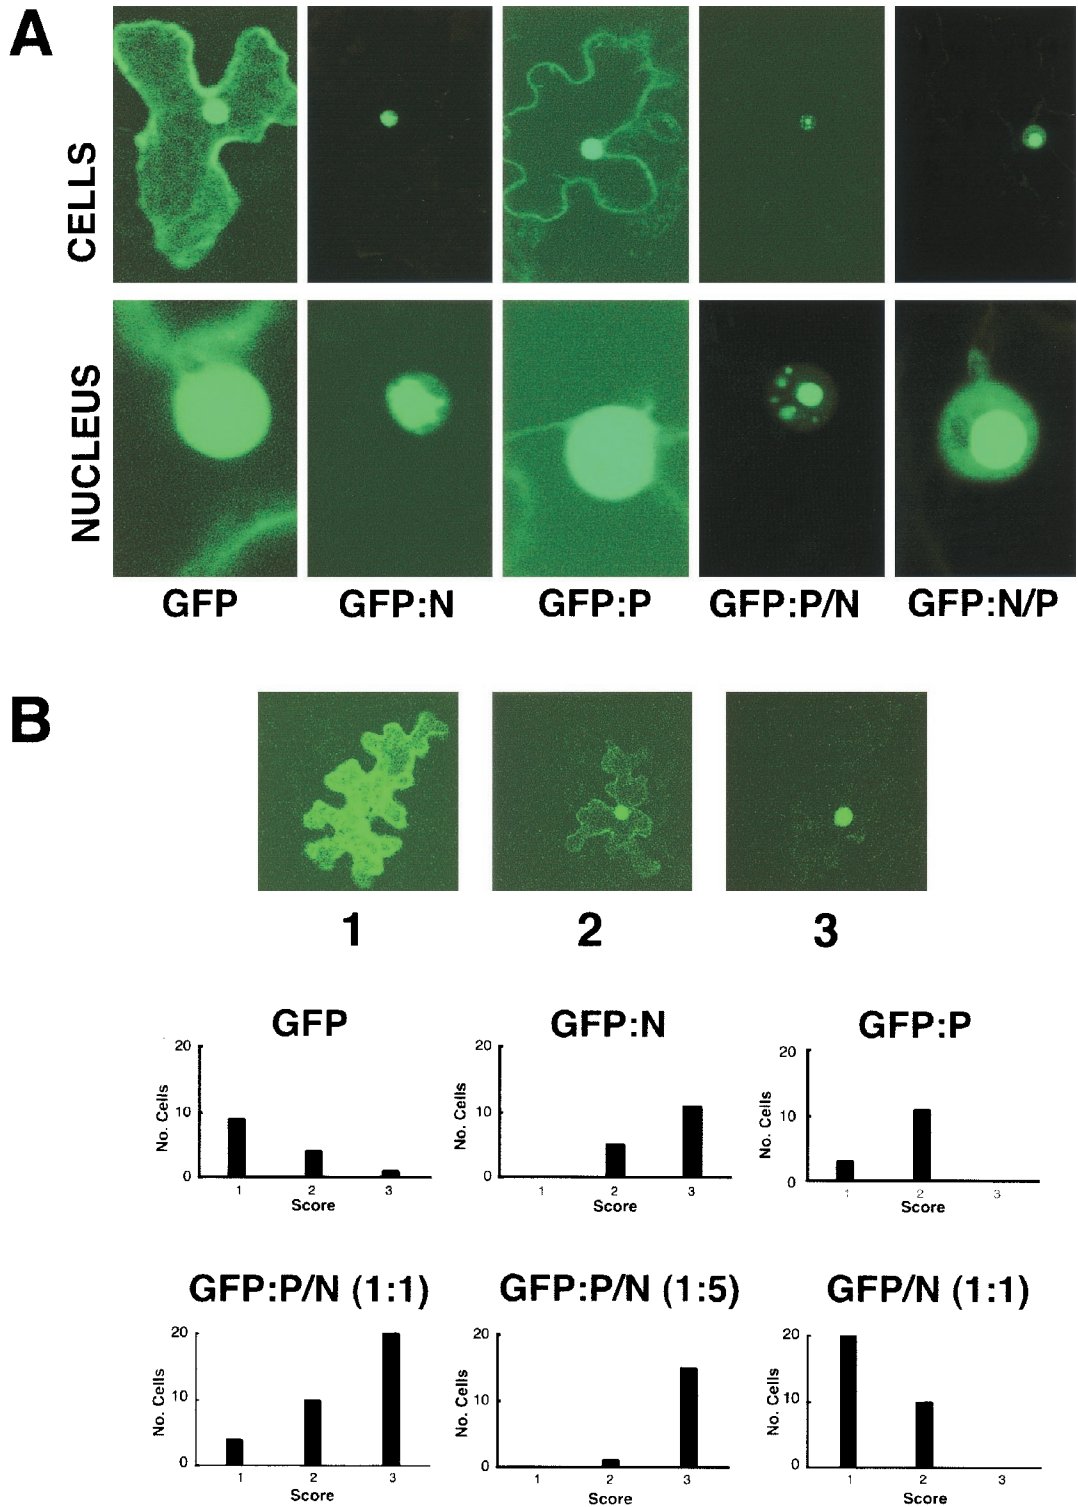 A
CELLS
NUCLEUS
GFP GFP:N GFP:P GFP:P/N GFP:N/P
B
1 2 3
GFP
20
10
0
No. Cells
1 2 3
Score
GFP:N
20
10
0
No. Cells
1 2 3
Score
GFP:P
20
10
0
No. Cells
1 2 3
Score
GFP:P/N (1:1)
20
10
0
No. Cells
1 2 3
Score
GFP:P/N (1:5)
20
10
0
No. Cells
1 2 3
Score
GFP/N (1:1)
20
10
0
No. Cells
1 2 3
Score